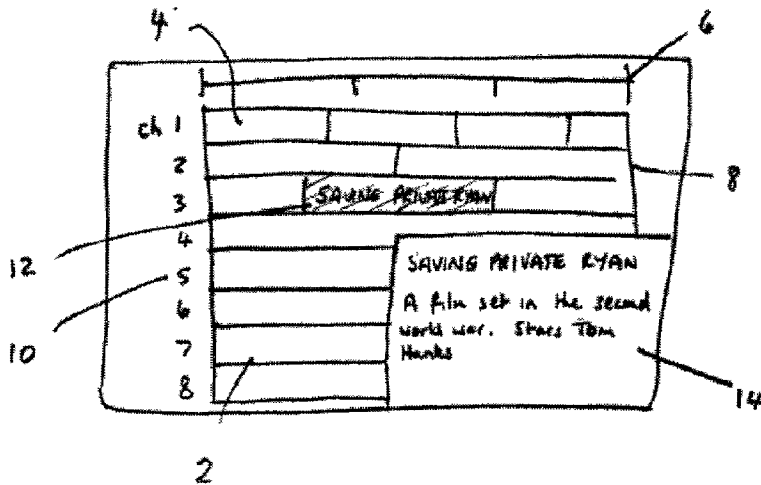 4
6
ch 1
2
8
3
SAVING PRIVATE RYAN
4
SAVING PRIVATE RYAN
12
5
A film set in the second
6
world war. Stars Tom
10
7
Hanks
8
14
2